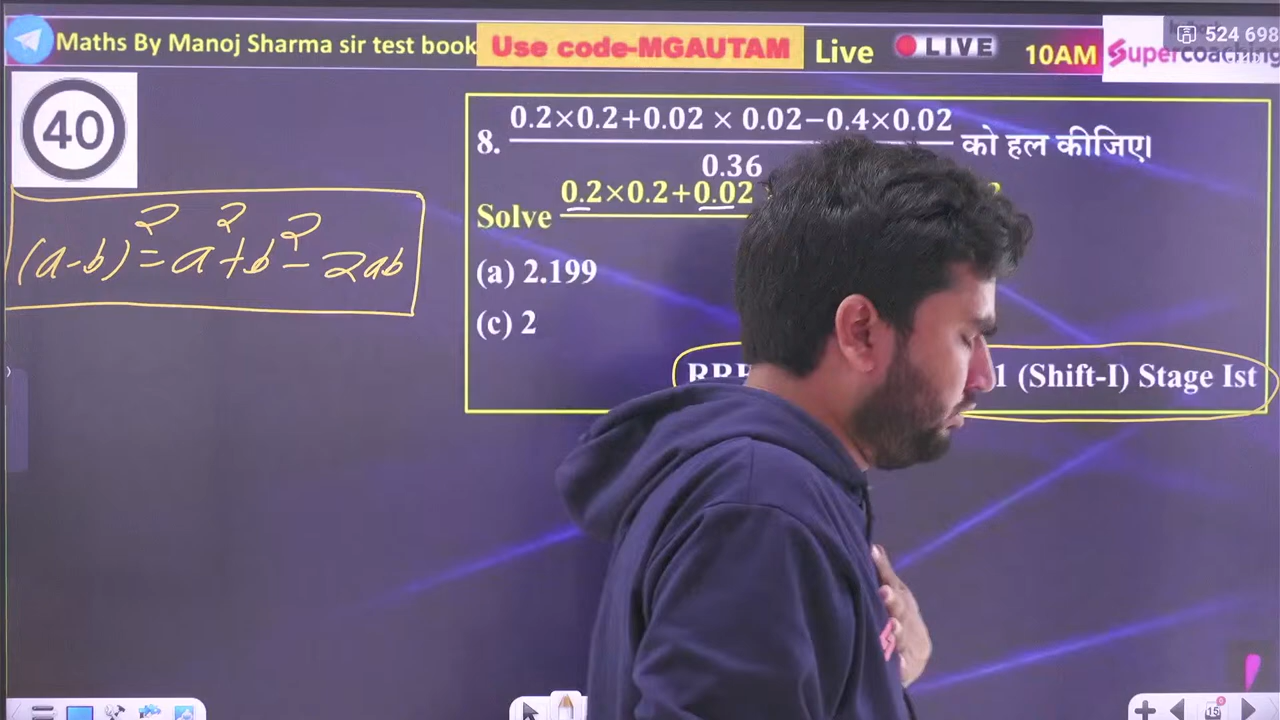 Maths By Manoj Sharma sir test book Use code-MGAUTAM Live LIVE 10AM Supercoaching
524 698
40
8. 0.2×0.2+0.02 × 0.02−0.4×0.02 को हल कीजिए।
0.36
Solve 0.2×0.2+0.02
(a-b)²=a²+b²-2ab
(a) 2.199
(c) 2
1 (Shift-I) Stage Ist
15